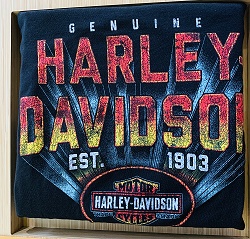 GENUINE
HARLEY-
DAVIDSON
EST. 1903
MOTOR
HARLEY-DAVIDSON
CYCLES